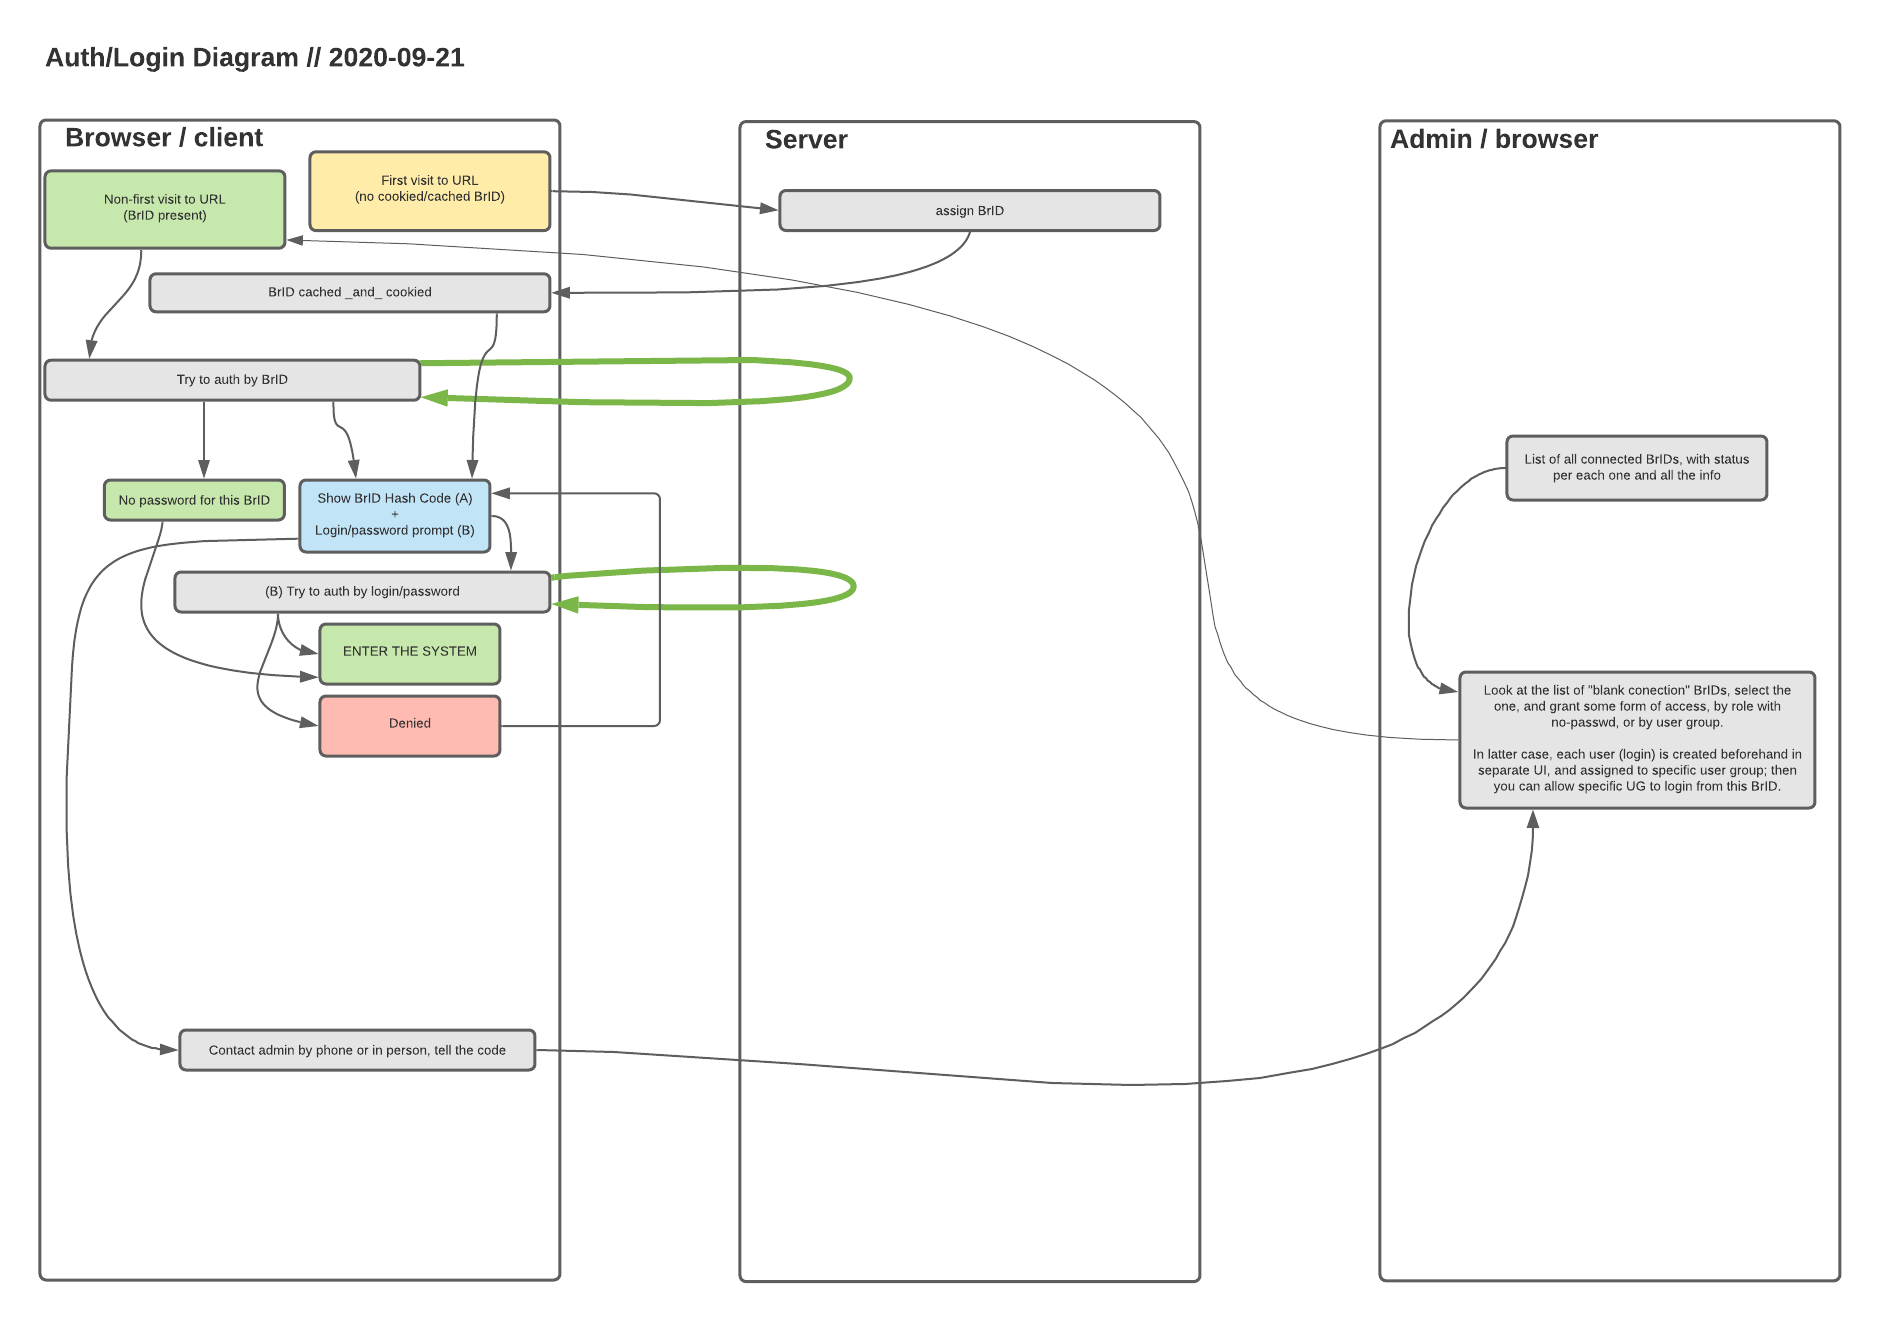 Auth/Login Diagram // 2020-09-21
Browser / client
Non-first visit to URL
(BrID present)
First visit to URL
(no cookied/cached BrID)
BrID cached _and_ cookied
Try to auth by BrID
No password for this BrID
Show BrID Hash Code (A)
+
Login/password prompt (B)
(B) Try to auth by login/password
ENTER THE SYSTEM
Denied
Contact admin by phone or in person, tell the code
Server
assign BrID
Admin / browser
List of all connected BrIDs, with status
per each one and all the info
Look at the list of "blank conection" BrIDs, select the
one, and grant some form of access, by role with
no-passwd, or by user group.
In latter case, each user (login) is created beforehand in
separate UI, and assigned to specific user group; then
you can allow specific UG to login from this BrID.